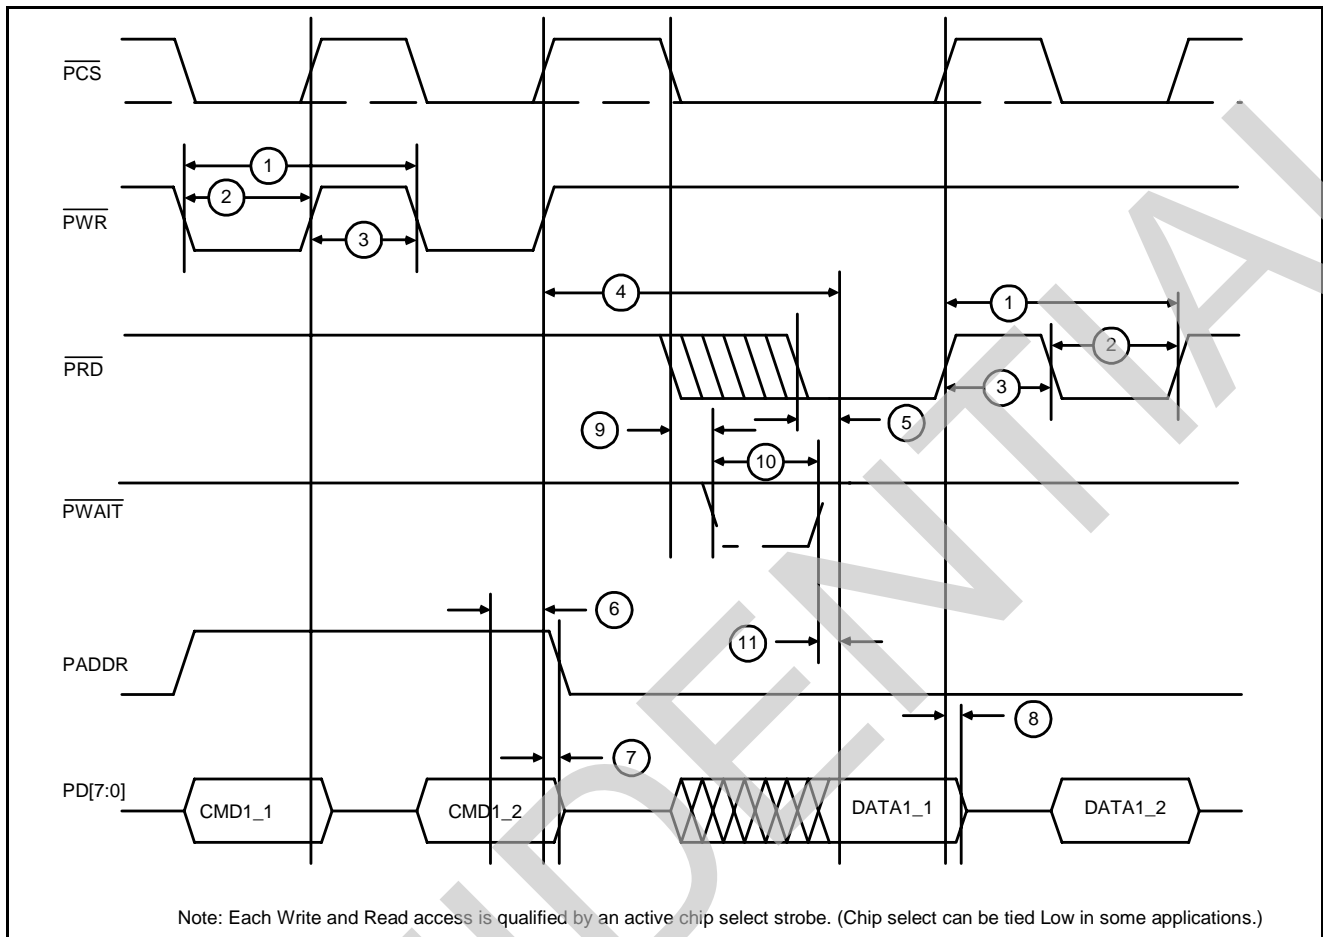 PCS
1
2
PWR
3
4
1
PRD
2
3
9
5
10
PWAIT
6
11
PADDR
8
7
PD[7:0]
CMD1_1
CMD1_2
DATA1_1
DATA1_2
Note: Each Write and Read access is qualified by an active chip select strobe. (Chip select can be tied Low in some applications.)
IDENTIAL